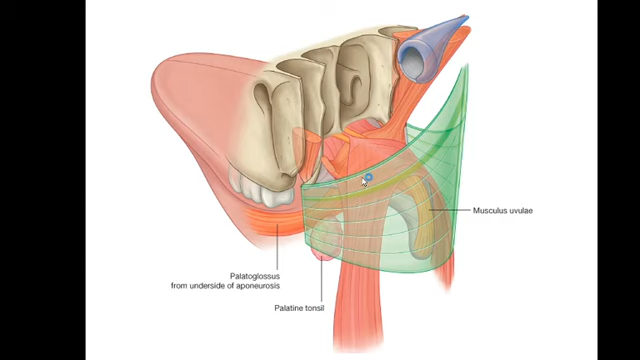 Musculus uvulae
Palatoglossus
from underside of aponeurosis
Palatine tonsil